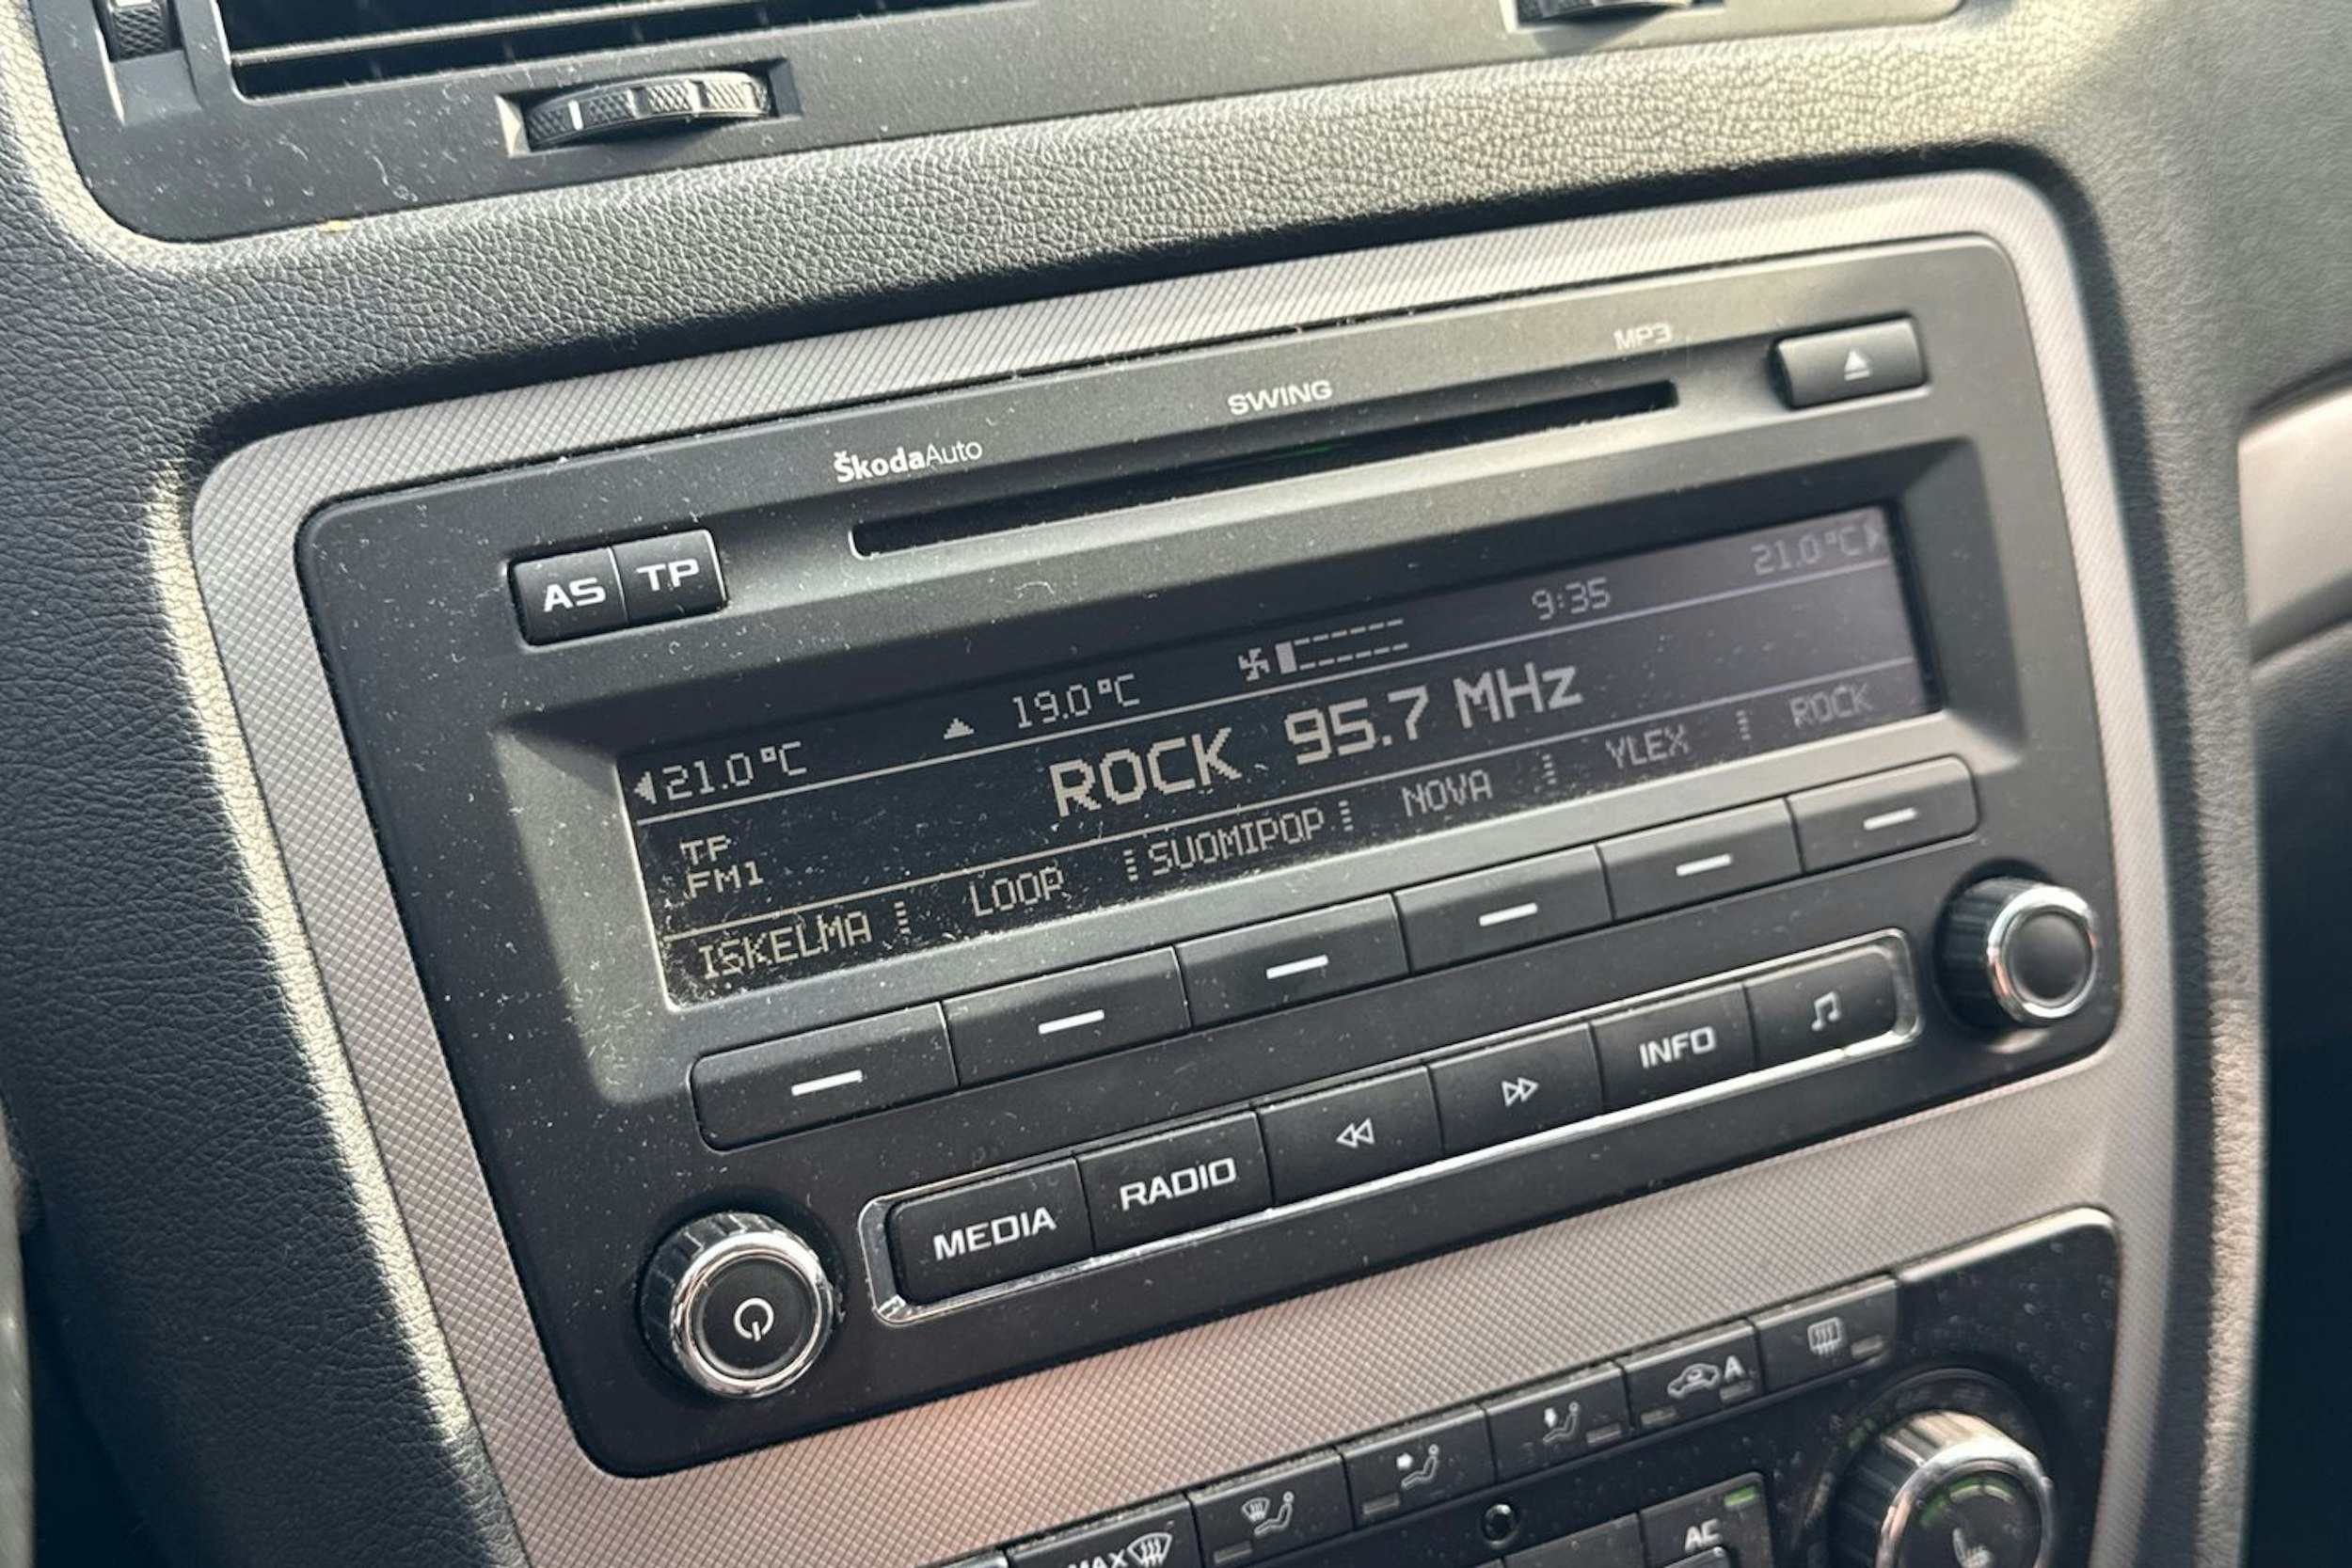 MP3
SWING
ŠkodaAuto
AS TP
21.0°C 19.0°C 9:35 21.0°C
ROCK 95.7 MHz
TP
FM1
ISKELMA LOOP SUOMIPOP NOVA YLEX ROCK
MEDIA RADIO INFO
A
MAX
AC